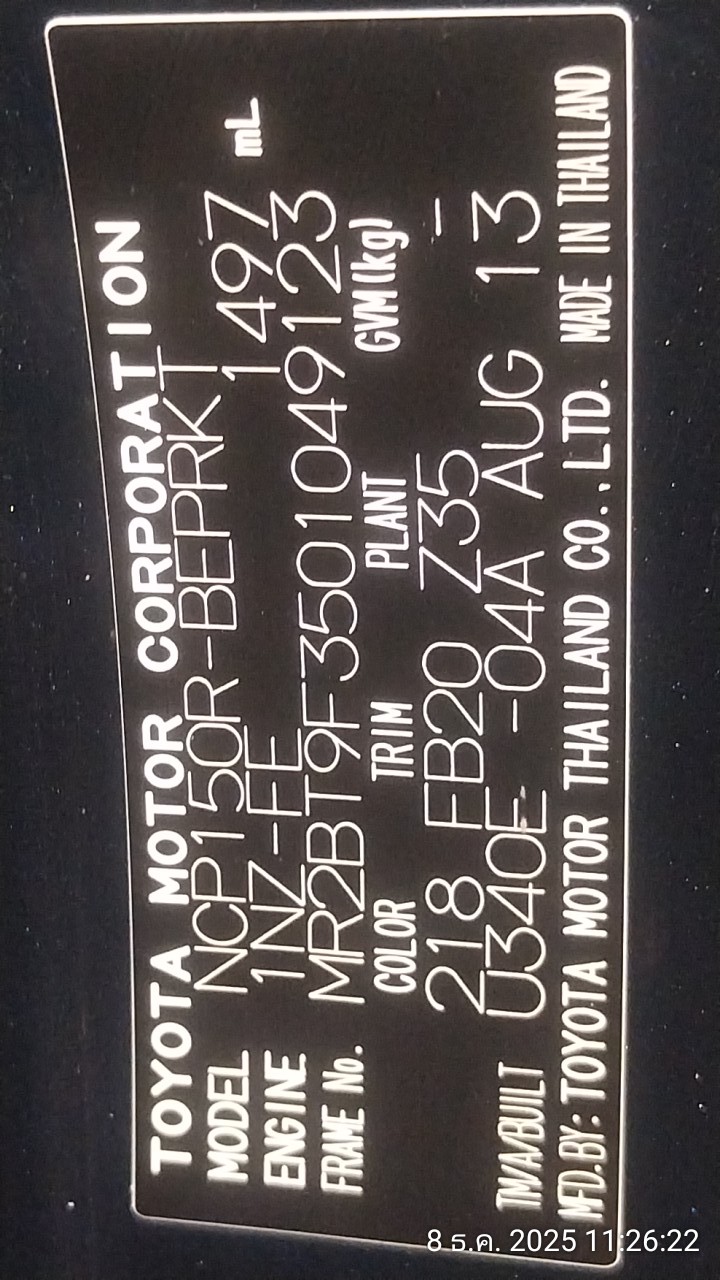 TOYOTA MOTOR CORPORATION
MODEL NCP150R-BEPRKT
ENGINE 1NZ-FE 1497 mL
FRAME No. MR2BT9F3501049123
COLOR TRIM PLANT GVM(kg)
218 FB20 Z35 -
TM/A/BUILT U340E -04A AUG 13
MFD.BY: TOYOTA MOTOR THAILAND CO.,LTD. MADE IN THAILAND
8 ธ.ค. 2025 11:26:22